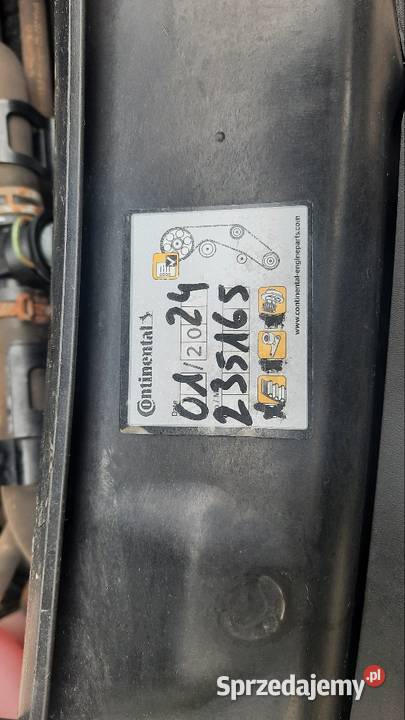 Continental
Date
01/2024
235165
www.continental-engineparts.com
Sprzedajemy.pl